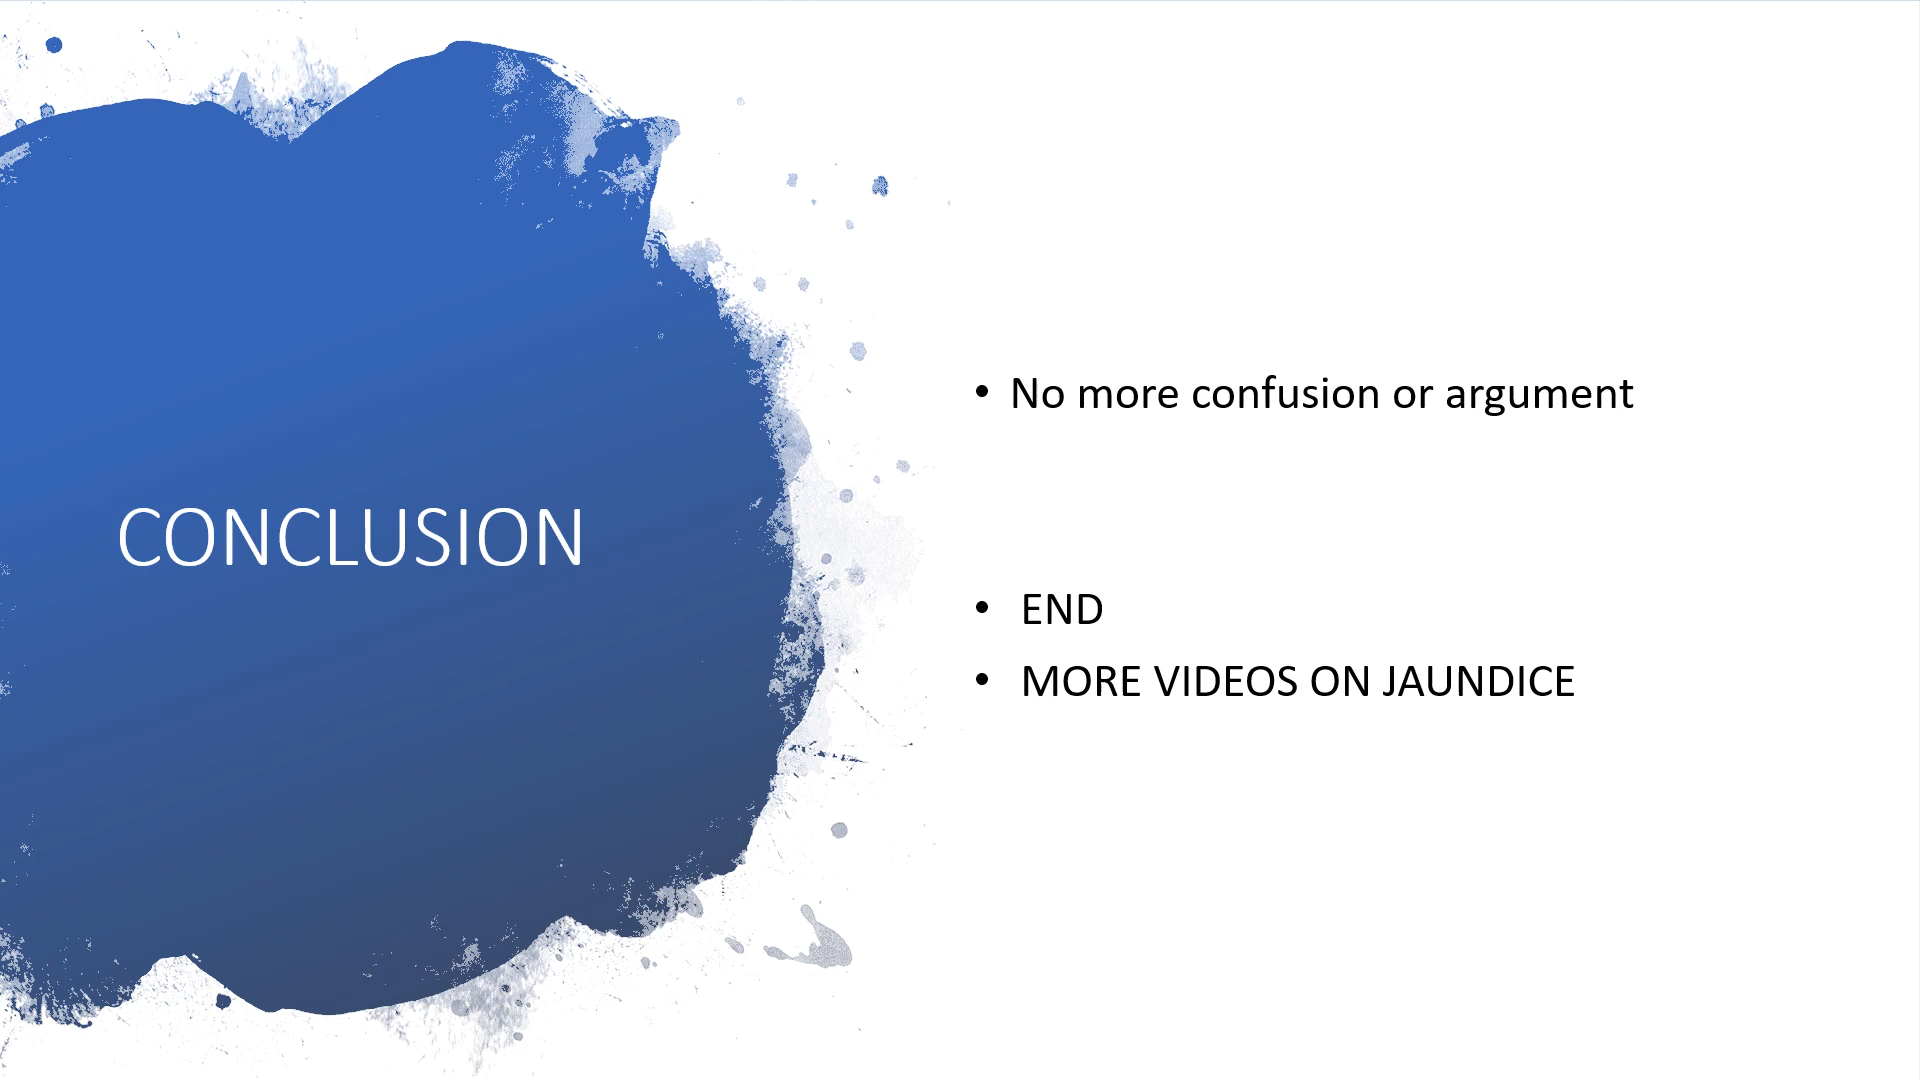 CONCLUSION
• No more confusion or argument
• END
• MORE VIDEOS ON JAUNDICE